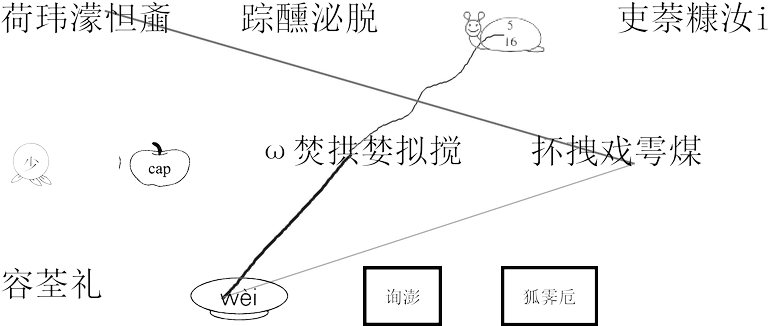 荷玮濛怛齑 踪醺泌脱 吏萘糠汝i
5
16
少 cap ω焚拱婪拟搅 抔拽戏雩煤
容荃礼 wèi 询澎 狐霁卮